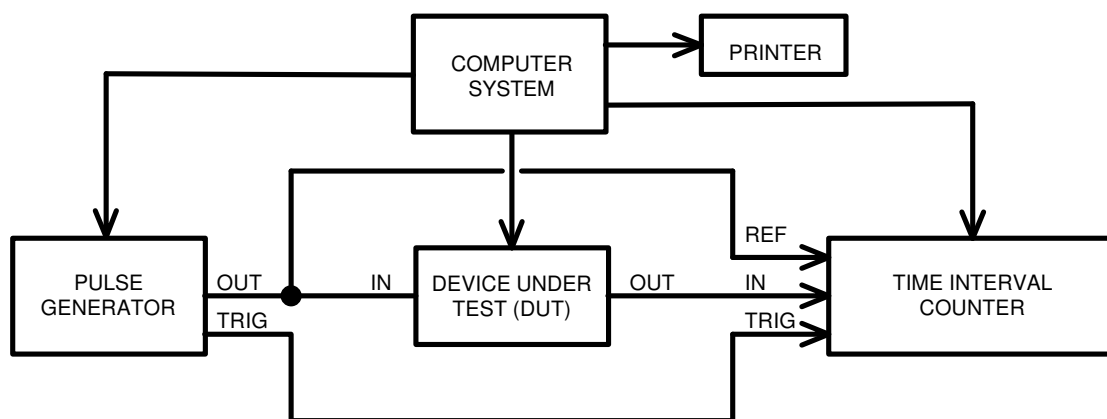 COMPUTER
SYSTEM
PRINTER
REF
PULSE
GENERATOR
OUT
IN
DEVICE UNDER
TEST (DUT)
OUT
IN
TIME INTERVAL
COUNTER
TRIG
TRIG